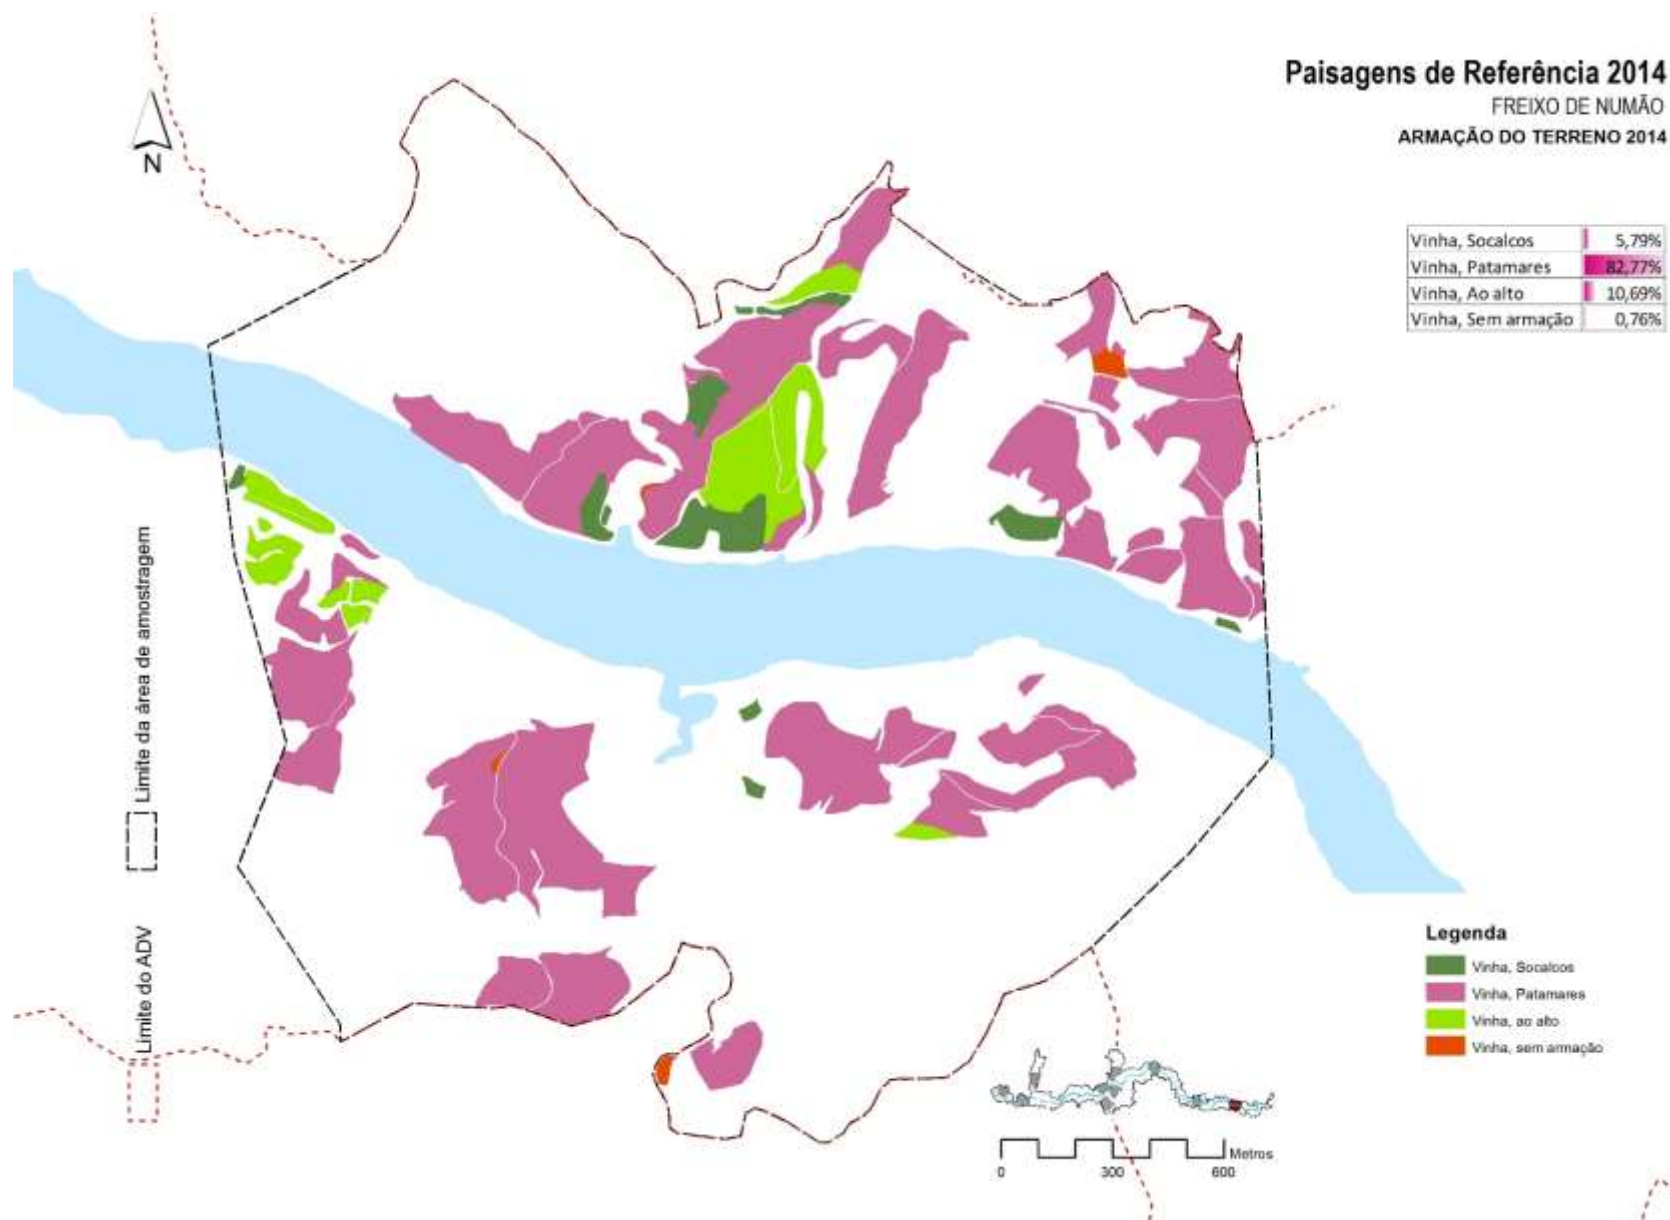 Paisagens de Referência 2014
FREIXO DE NUMÃO
ARMAÇÃO DO TERRENO 2014
N
Vinha, Socalcos 5,79%
Vinha, Patamares 82,77%
Vinha, Ao alto 10,69%
Vinha, Sem armação 0,76%
Limite da área de amostragem
Limite do ADV
Legenda
Vinha, Socalcos
Vinha, Patamares
Vinha, ao alto
Vinha, sem armação
Metros
0 300 600